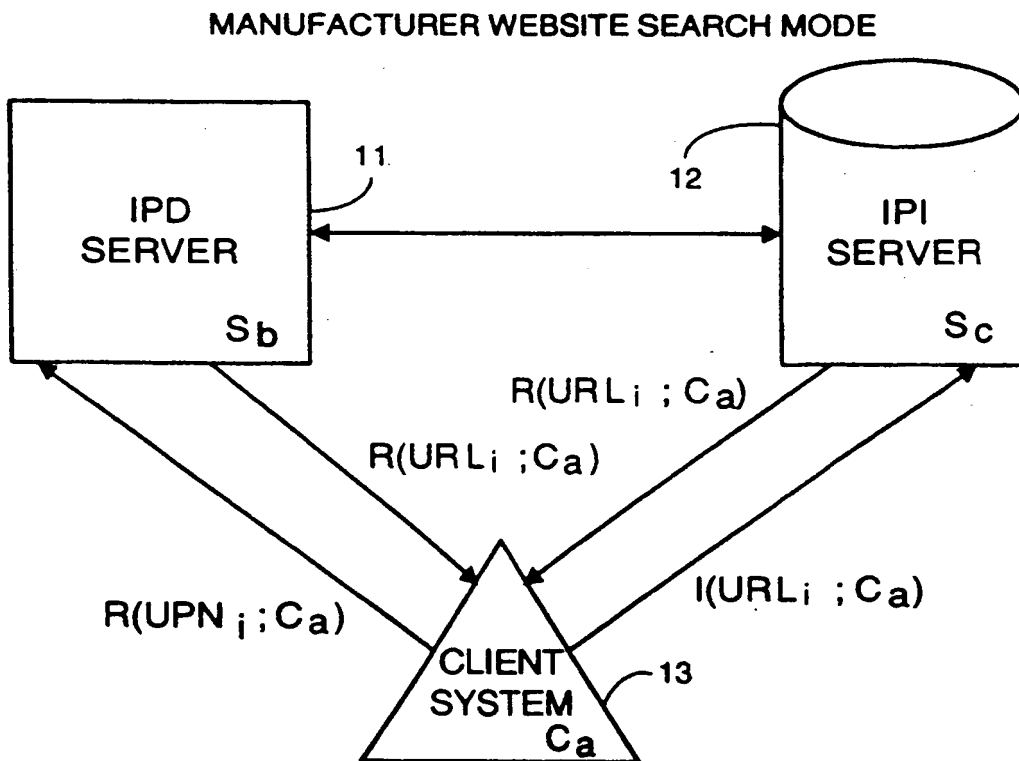 MANUFACTURER WEBSITE SEARCH MODE
11
12
IPD
SERVER
Sb
IPI
SERVER
Sc
R(URLi ; Ca)
R(URLi ; Ca)
R(UPNi ; Ca)
I(URLi ; Ca)
CLIENT
SYSTEM
Ca
13